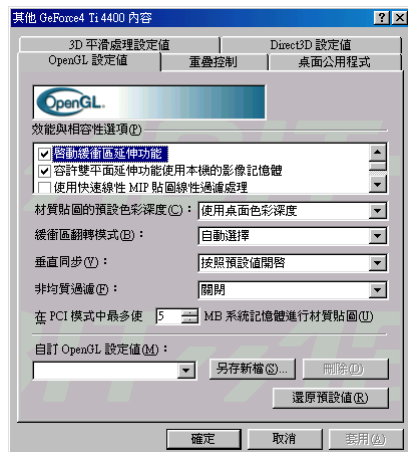 其他 GeForce4 Ti 4400 內容
3D 平滑處理設定值
Direct3D 設定值
OpenGL 設定值
重疊控制
桌面公用程式
OpenGL.
效能與相容性選項(P)
啓動緩衝區延伸功能
容許雙平面延伸功能使用本機的影像記憶體
使用快速線性 MIP 貼圖線性過濾處理
材質貼圖的預設色彩深度(C)：
使用桌面色彩深度
緩衝區翻轉模式(B)：
自動選擇
垂直同步(V)：
按照預設值開啓
非均質過濾(F)：
關閉
在 PCI 模式中最多使
5
MB 系統記憶體進行材質貼圖(U)
自訂 OpenGL 設定值(M)：
另存新檔(S)...
刪除(D)
還原預設值(R)
確定
取消
套用(A)